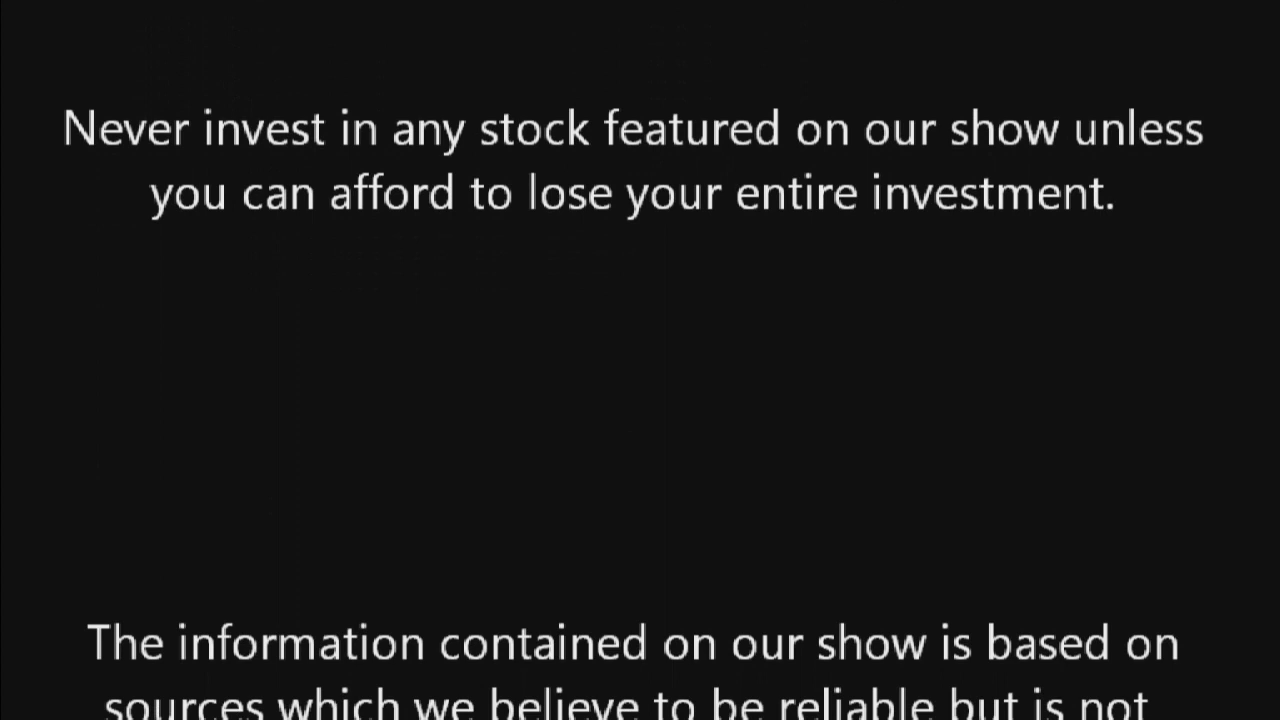 Never invest in any stock featured on our show unless
you can afford to lose your entire investment.
The information contained on our show is based on
sources which we believe to be reliable but is not